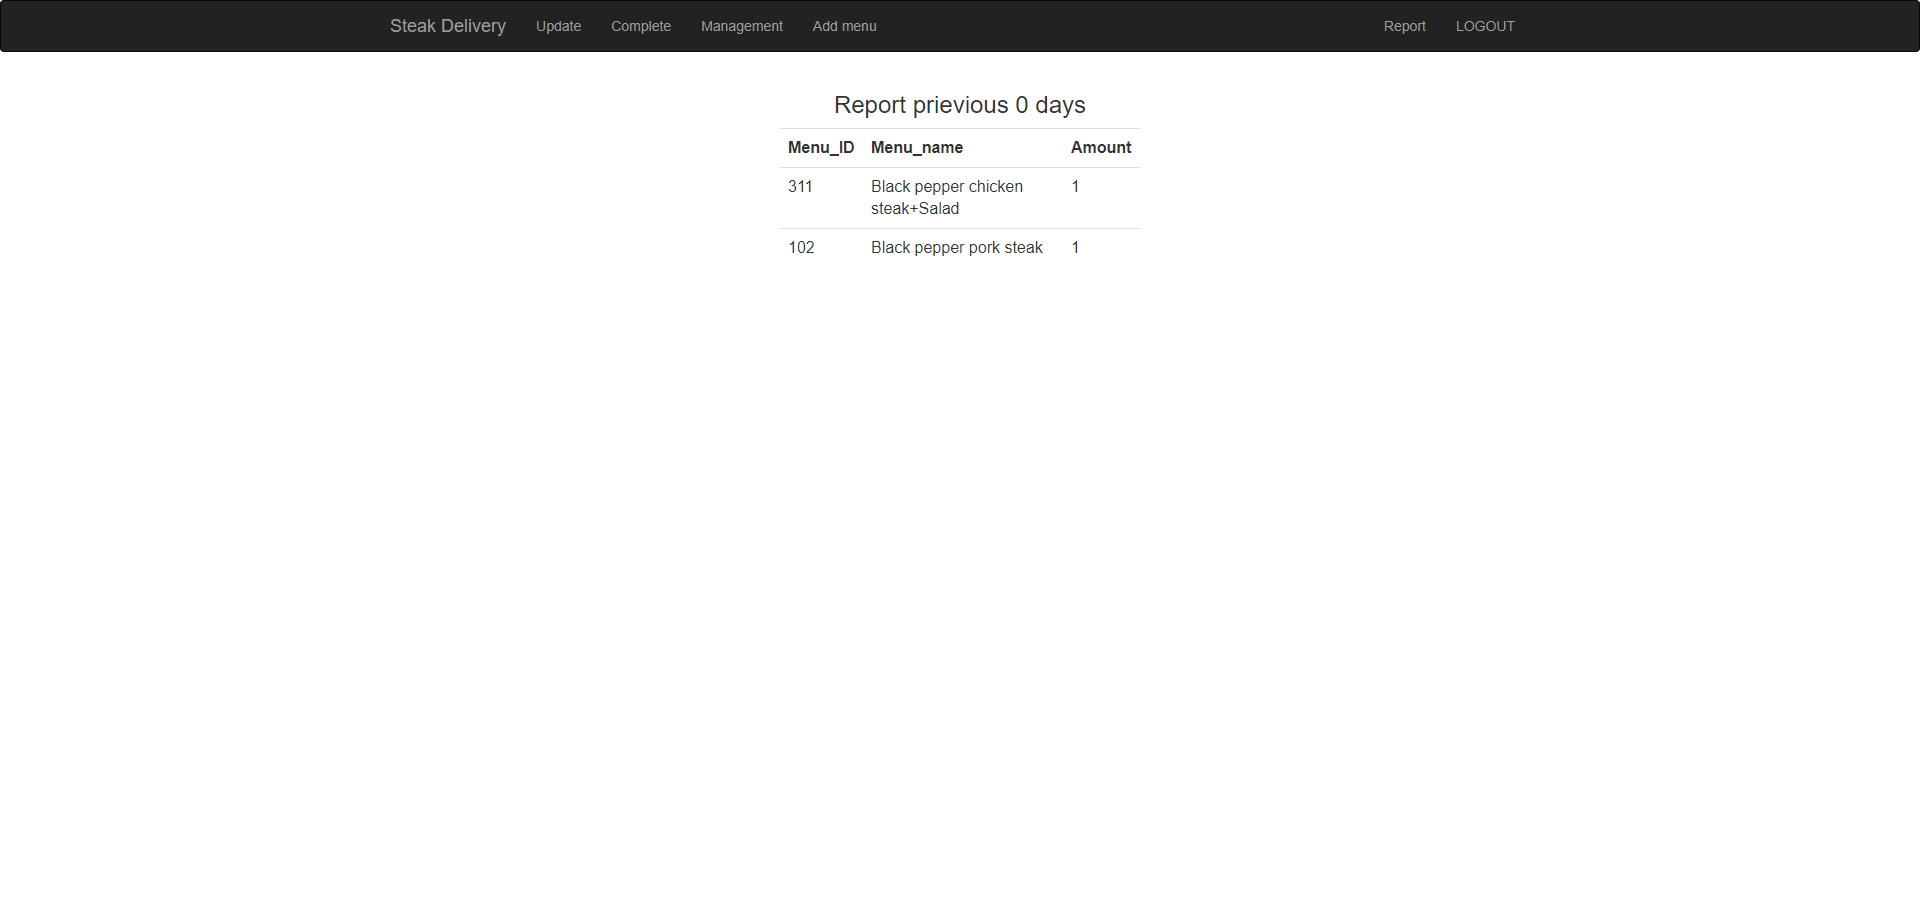 Steak Delivery Update Complete Management Add menu Report LOGOUT
Report prievious 0 days
Menu_ID Menu_name Amount
311 Black pepper chicken 1
steak+Salad
102 Black pepper pork steak 1